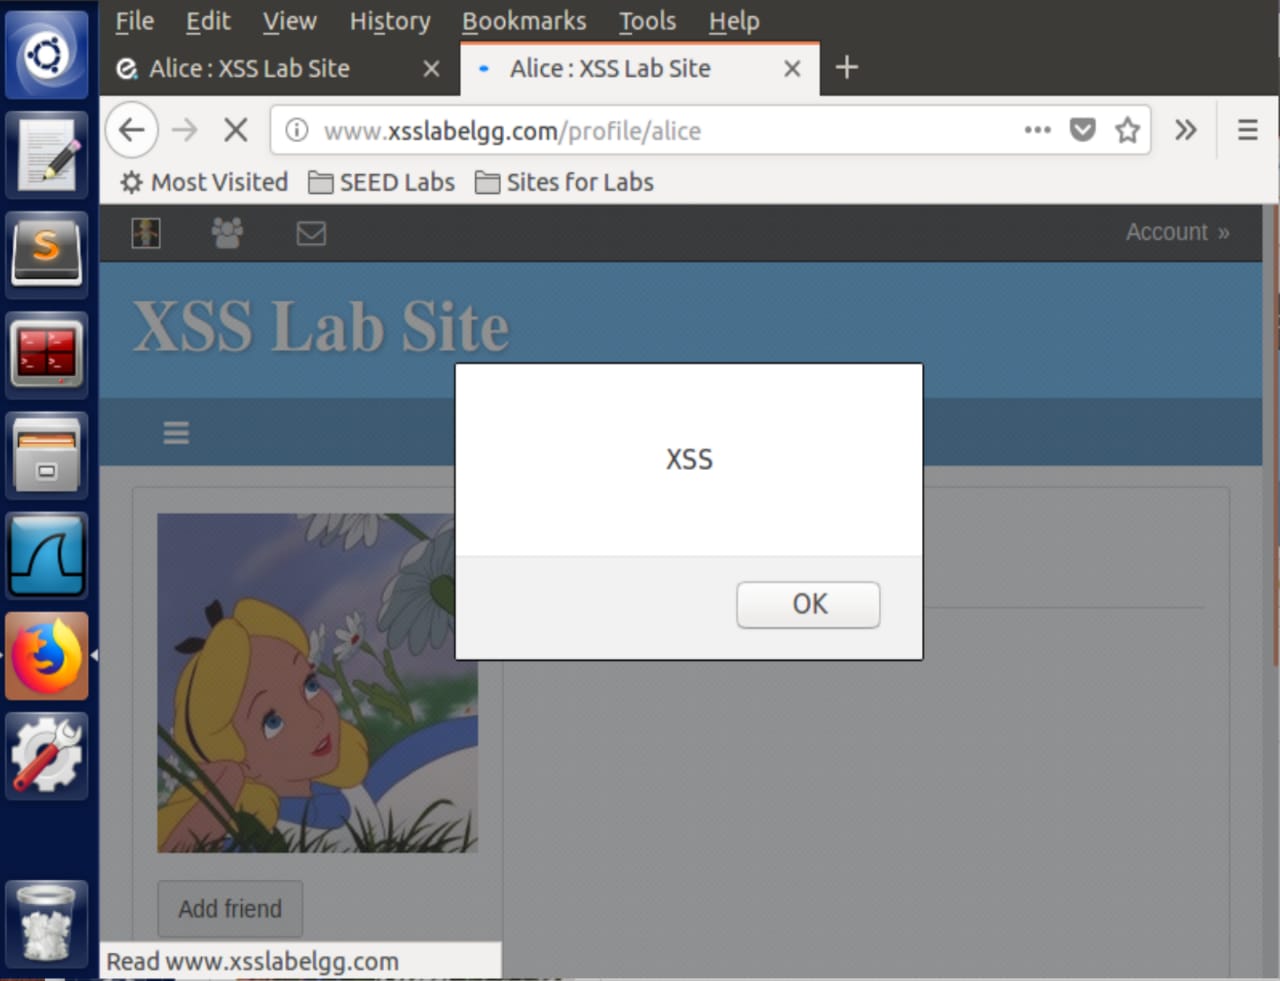 File Edit View History Bookmarks Tools Help
Alice : XSS Lab Site Alice : XSS Lab Site
www.xsslabelgg.com/profile/alice
Most Visited SEED Labs Sites for Labs
Account »
XSS Lab Site
XSS
OK
Add friend
Read www.xsslabelgg.com